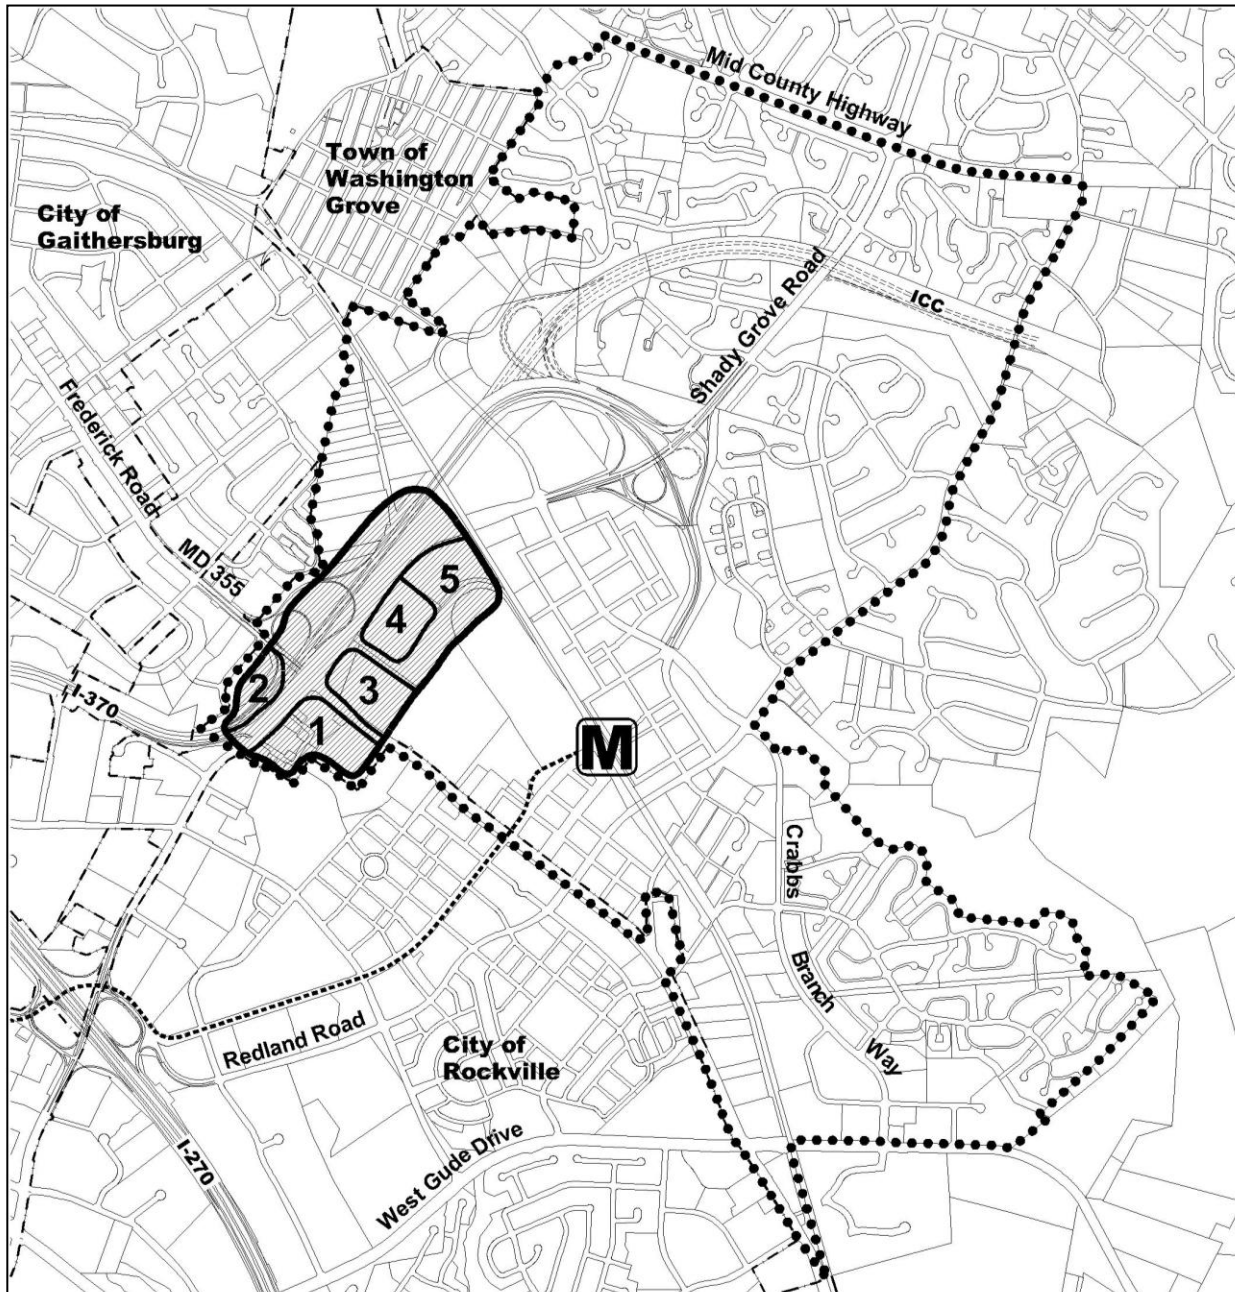 Mid County Highway
Town of
Washington
Grove
City of
Gaithersburg
ICC
Shady Grove Road
Frederick Road
MD 355
5
4
2
3
1
I-370
M
Crabbs
Branch
Way
Redland Road
City of
Rockville
West Gude Drive
I-270